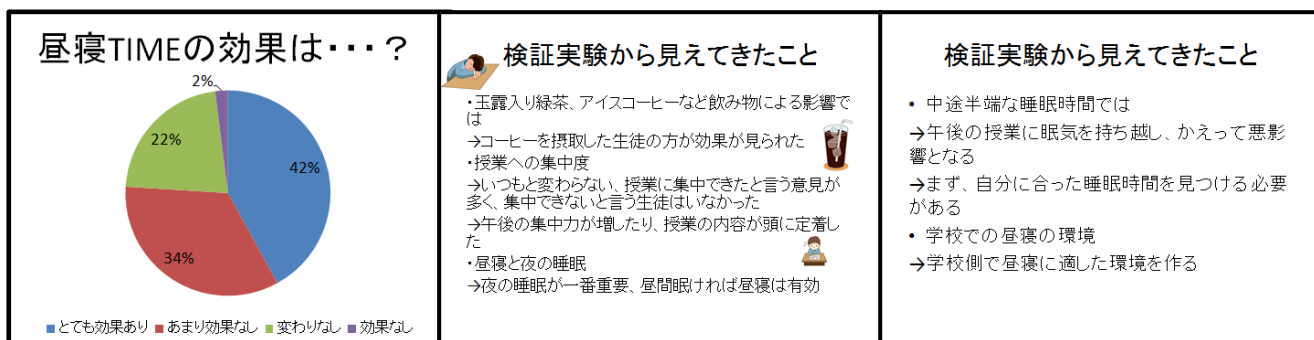 昼寝TIMEの効果は・・・？
2%
22%
42%
34%
とても効果あり あまり効果なし 変わりなし 効果なし
検証実験から見えてきたこと
・玉露入り緑茶、アイスコーヒーなど飲み物による影響で
は
→コーヒーを摂取した生徒の方が効果が見られた
・授業への集中度
→いつもと変わらない、授業に集中できたと言う意見が
多く、集中できないと言う生徒はいなかった
→午後の集中力が増したり、授業の内容が頭に定着し
た
・昼寝と夜の睡眠
→夜の睡眠が一番重要、昼間眠ければ昼寝は有効
検証実験から見えてきたこと
• 中途半端な睡眠時間では
→午後の授業に眠気を持ち越し、かえって悪影
響となる
→まず、自分に合った睡眠時間を見つける必要
がある
• 学校での昼寝の環境
→学校側で昼寝に適した環境を作る